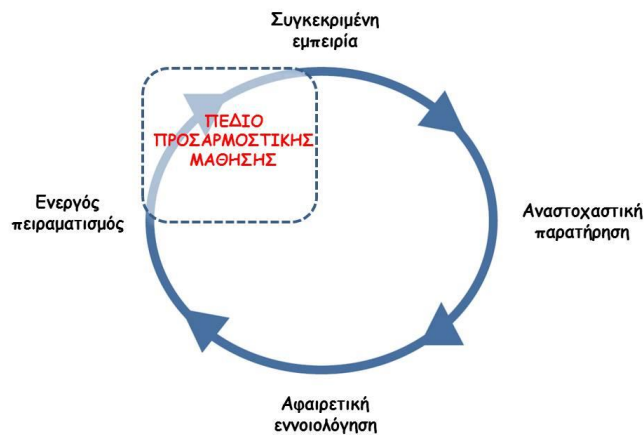 Συγκεκριμένη
εμπειρία
ΠΕΔΙΟ
ΠΡΟΣΑΡΜΟΣΤΙΚΗΣ
ΜΑΘΗΣΗΣ
Ενεργός
πειραματισμός
Αναστοχαστική
παρατήρηση
Αφαιρετική
εννοιολόγηση